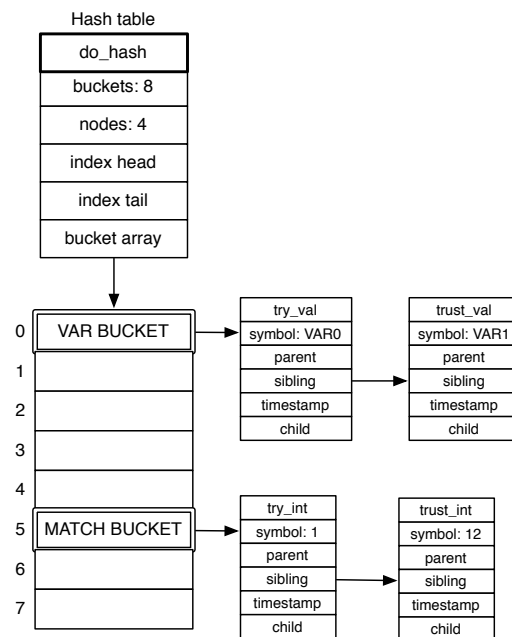 Hash table
do_hash
buckets: 8
nodes: 4
index head
index tail
bucket array
0 VAR BUCKET
1
2
3
4
5 MATCH BUCKET
6
7
try_val
symbol: VAR0
parent
sibling
timestamp
child
trust_val
symbol: VAR1
parent
sibling
timestamp
child
try_int
symbol: 1
parent
sibling
timestamp
child
trust_int
symbol: 12
parent
sibling
timestamp
child